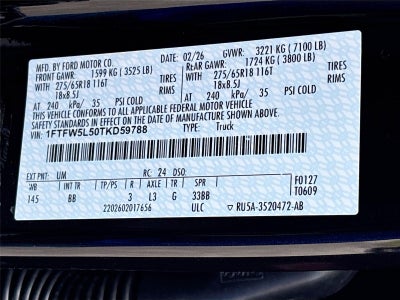 MFD. BY FORD MOTOR CO.
02/26 GVWR: 3221 KG ( 7100 LB)
FRONT GAWR: 1599 KG ( 3525 LB) REAR GAWR: 1724 KG ( 3800 LB)
275/65R18 116T TIRES 275/65R18 116T TIRES
18x8.5J RIMS 18x8.5J RIMS
AT 240 kPa/ 35 PSI COLD AT 240 kPa/ 35 PSI COLD
THIS VEHICLE CONFORMS TO ALL APPLICABLE FEDERAL MOTOR VEHICLE
SAFETY STANDARDS IN EFFECT ON THE DATE OF MANUFACTURE SHOWN ABOVE.
VIN: 1FTFW5L50TKD59788 TYPE: Truck
EXT PNT: UM RC: 24 DSO: F0127
WB INT TR TP/PS R AXLE TR SPR T0609
145 BB 3 L3 G 33BB
2202602017656 ULC RU5A-3520472-AB